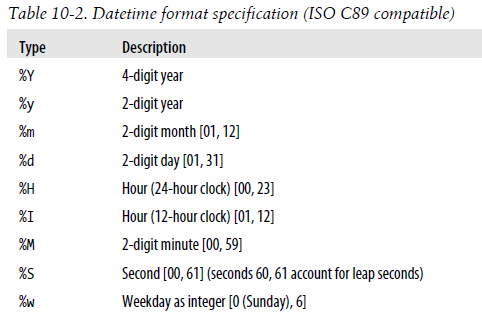 Table 10-2. Datetime format specification (ISO C89 compatible)
Type Description
%Y 4-digit year
%y 2-digit year
%m 2-digit month [01, 12]
%d 2-digit day [01, 31]
%H Hour (24-hour clock) [00, 23]
%I Hour (12-hour clock) [01, 12]
%M 2-digit minute [00, 59]
%S Second [00, 61] (seconds 60, 61 account for leap seconds)
%w Weekday as integer [0 (Sunday), 6]